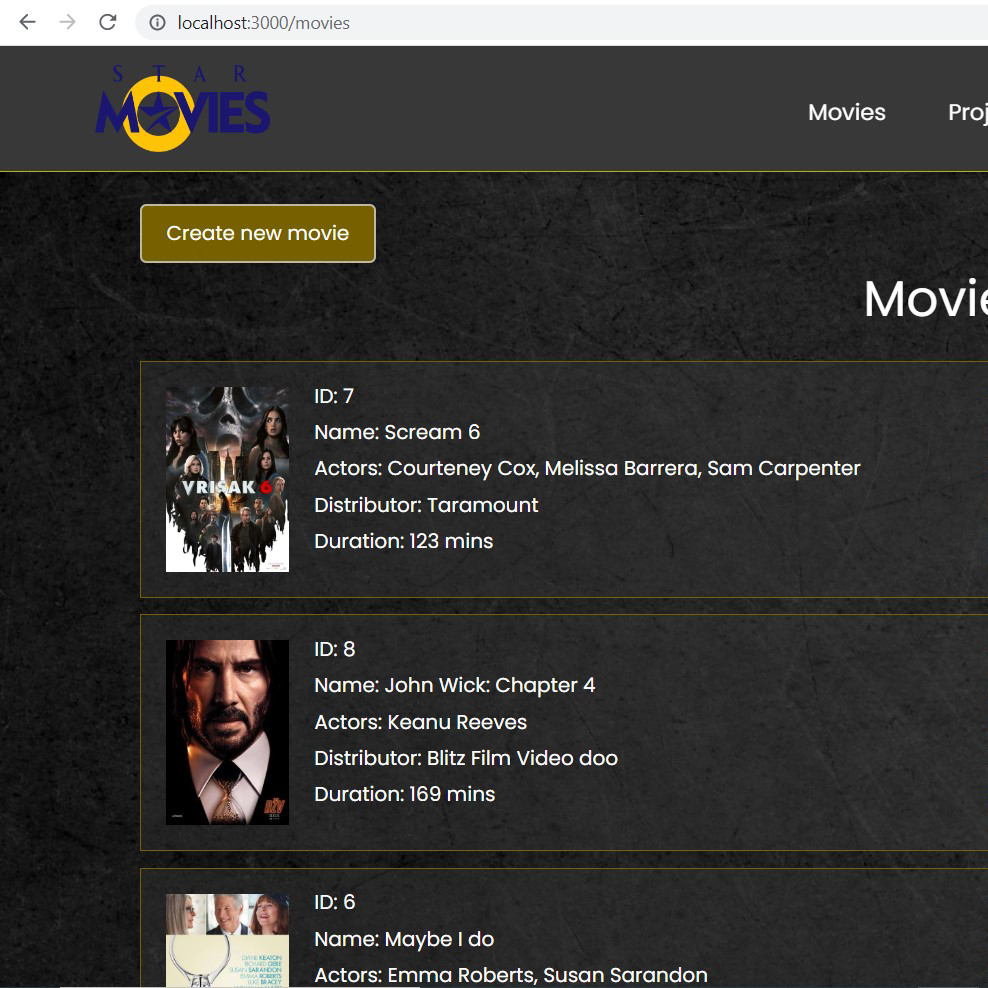 localhost:3000/movies
STAR
MOVIES
Movies
Proj
Create new movie
Movie
ID: 7
Name: Scream 6
Actors: Courteney Cox, Melissa Barrera, Sam Carpenter
Distributor: Taramount
Duration: 123 mins
VRISAK 6
ID: 8
Name: John Wick: Chapter 4
Actors: Keanu Reeves
Distributor: Blitz Film Video doo
Duration: 169 mins
ID: 6
Name: Maybe I do
Actors: Emma Roberts, Susan Sarandon
DIANE KEATON
RICHARD GERE
SUSAN SARANDON
EMMA ROBERTS
LUKE BRACEY